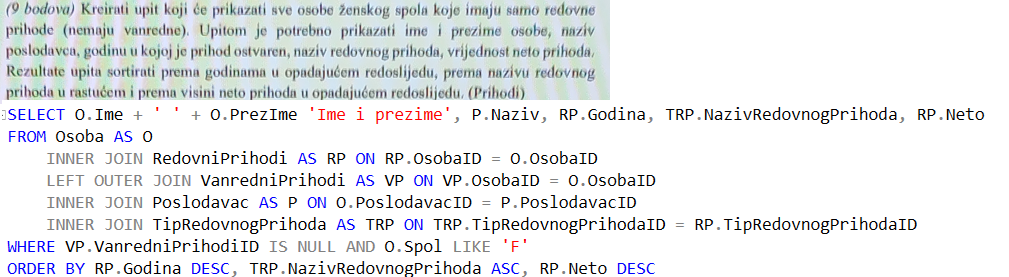 (9 bodova) Kreirati upit koji će prikazati sve osobe ženskog spola koje imaju samo redovne
prihode (nemaju vanredne). Upitom je potrebno prikazati ime i prezime osobe, naziv
poslodavca, godinu u kojoj je prihod ostvaren, naziv redovnog prihoda, vrijednost neto prihoda.
Rezultate upita sortirati prema godinama u opadajućem redoslijedu, prema nazivu redovnog
prihoda u rastućem i prema visini neto prihoda u opadajućem redoslijedu. (Prihodi)
SELECT O.Ime + ' ' + O.PrezIme 'Ime i prezime', P.Naziv, RP.Godina, TRP.NazivRedovnogPrihoda, RP.Neto
FROM Osoba AS O
INNER JOIN RedovniPrihodi AS RP ON RP.OsobaID = O.OsobaID
LEFT OUTER JOIN VanredniPrihodi AS VP ON VP.OsobaID = O.OsobaID
INNER JOIN Poslodavac AS P ON O.PoslodavacID = P.PoslodavacID
INNER JOIN TipRedovnogPrihoda AS TRP ON TRP.TipRedovnogPrihodaID = RP.TipRedovnogPrihodaID
WHERE VP.VanredniPrihodiID IS NULL AND O.Spol LIKE 'F'
ORDER BY RP.Godina DESC, TRP.NazivRedovnogPrihoda ASC, RP.Neto DESC